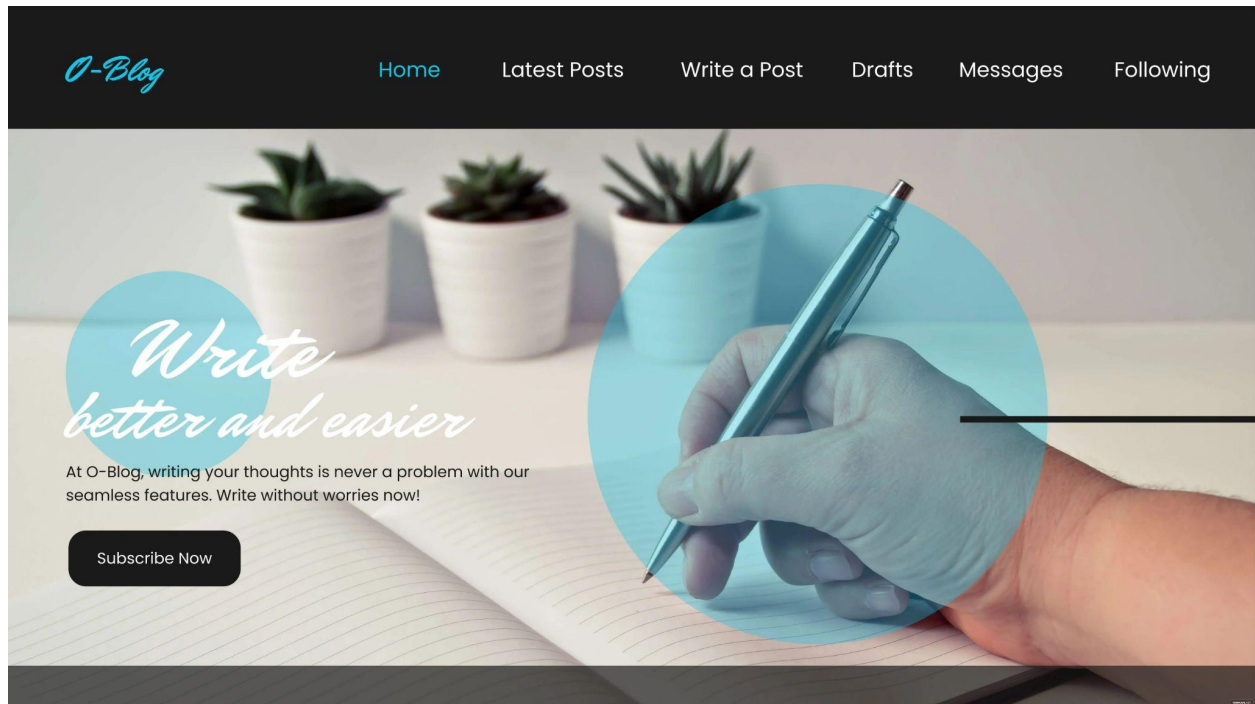 O-Blog
Home Latest Posts Write a Post Drafts Messages Following
Write
better and easier
At O-Blog, writing your thoughts is never a problem with our
seamless features. Write without worries now!
Subscribe Now